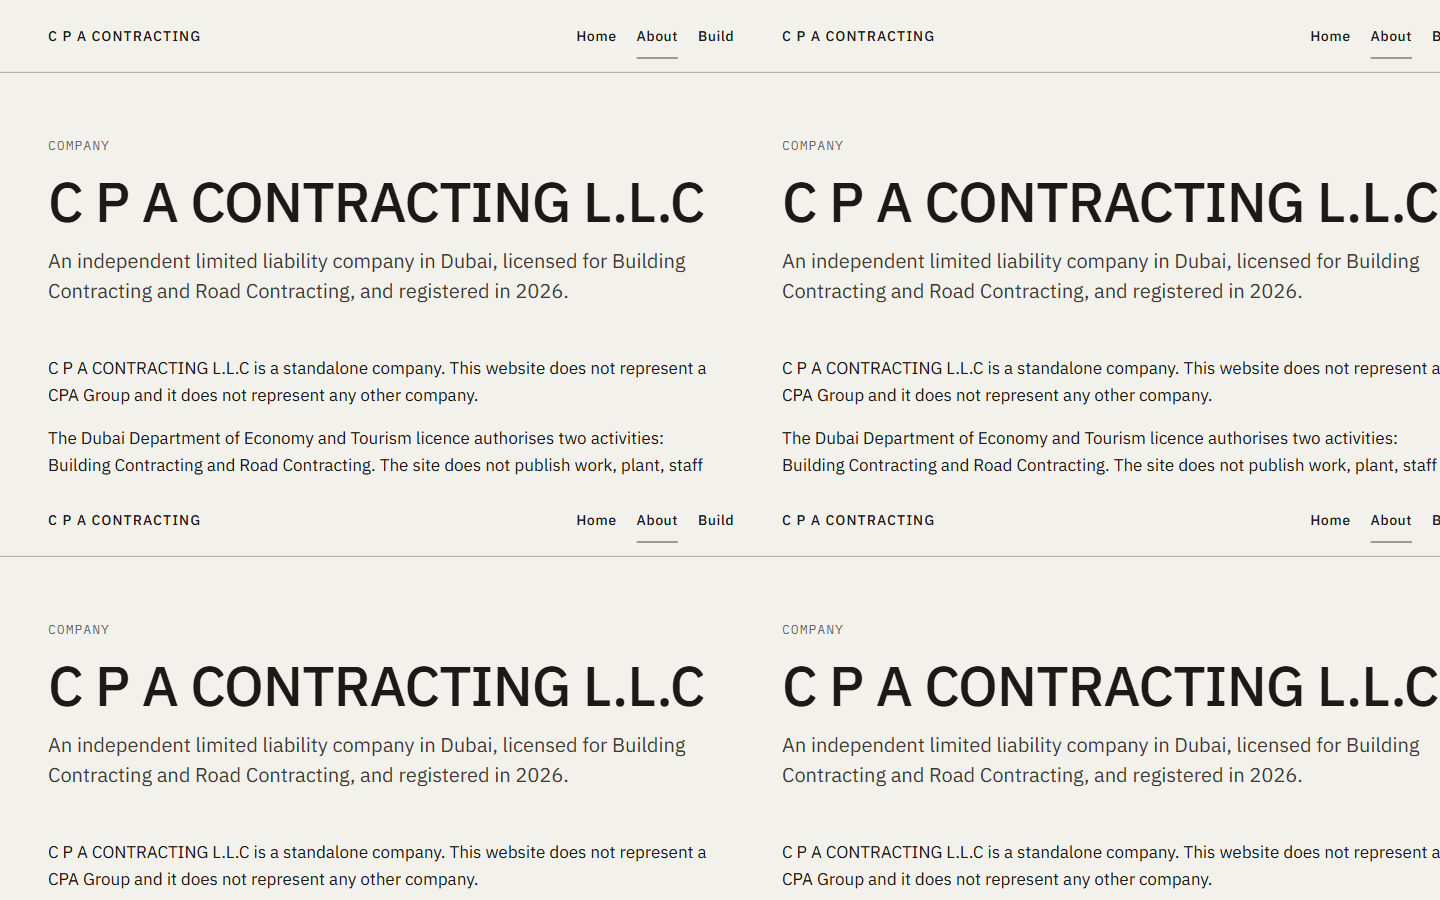 C P A CONTRACTING Home About Build
COMPANY
C P A CONTRACTING L.L.C
An independent limited liability company in Dubai, licensed for Building
Contracting and Road Contracting, and registered in 2026.
C P A CONTRACTING L.L.C is a standalone company. This website does not represent a
CPA Group and it does not represent any other company.
The Dubai Department of Economy and Tourism licence authorises two activities:
Building Contracting and Road Contracting. The site does not publish work, plant, staff
C P A CONTRACTING Home About B
COMPANY
C P A CONTRACTING L.L.C
An independent limited liability company in Dubai, licensed for Building
Contracting and Road Contracting, and registered in 2026.
C P A CONTRACTING L.L.C is a standalone company. This website does not represent a
CPA Group and it does not represent any other company.
The Dubai Department of Economy and Tourism licence authorises two activities:
Building Contracting and Road Contracting. The site does not publish work, plant, staff
C P A CONTRACTING Home About Build
COMPANY
C P A CONTRACTING L.L.C
An independent limited liability company in Dubai, licensed for Building
Contracting and Road Contracting, and registered in 2026.
C P A CONTRACTING L.L.C is a standalone company. This website does not represent a
CPA Group and it does not represent any other company.
C P A CONTRACTING Home About B
COMPANY
C P A CONTRACTING L.L.C
An independent limited liability company in Dubai, licensed for Building
Contracting and Road Contracting, and registered in 2026.
C P A CONTRACTING L.L.C is a standalone company. This website does not represent a
CPA Group and it does not represent any other company.